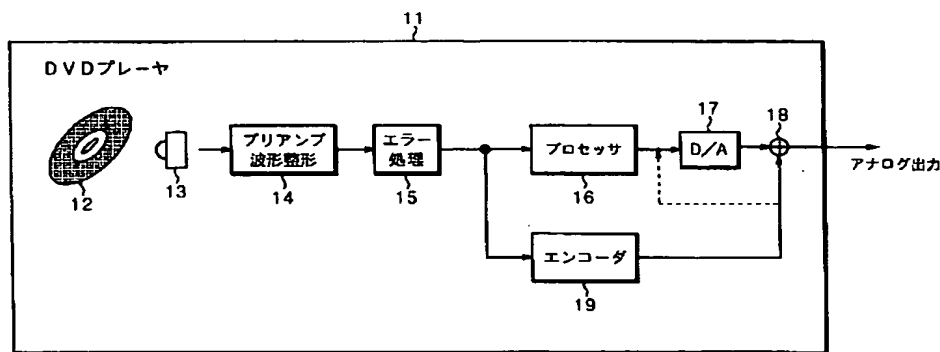 11
DVDプレーヤ
12
13
プリアンプ
波形整形
14
エラー
処理
15
プロセッサ
16
17
D/A
18
アナログ出力
エンコーダ
19